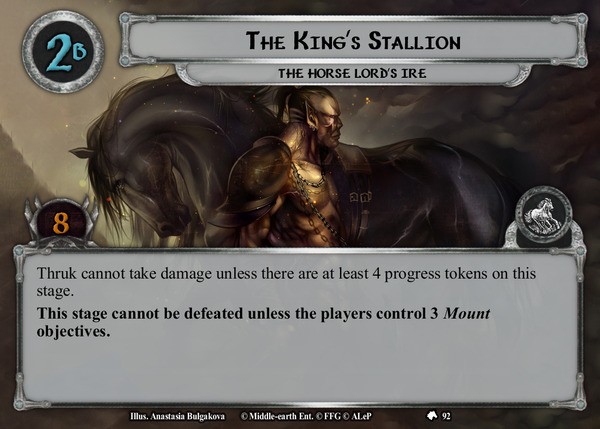 2B
THE KING'S STALLION
THE HORSE LORD'S IRE
8
Thruk cannot take damage unless there are at least 4 progress tokens on this
stage.
This stage cannot be defeated unless the players control 3 Mount
objectives.
Illus. Anastasia Bulgakova © Middle-earth Ent. © FFG © ALeP 92